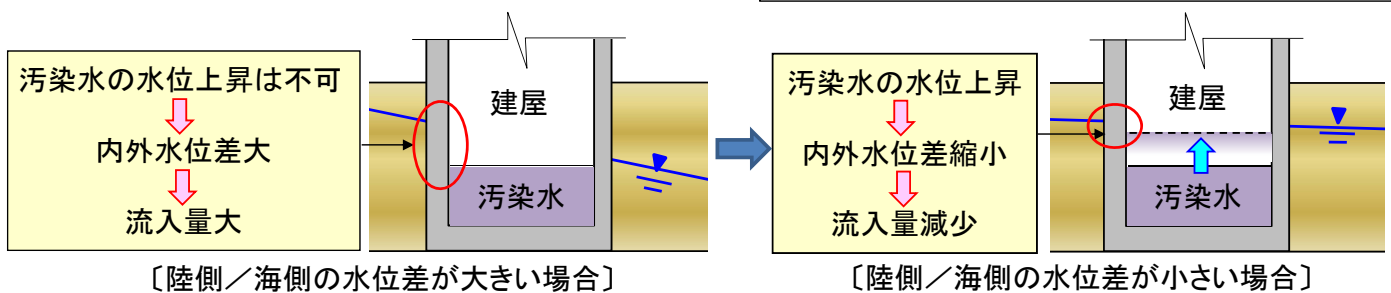 汚染水の水位上昇は不可
内外水位差大
流入量大
建屋
汚染水
〔陸側／海側の水位差が大きい場合〕
汚染水の水位上昇
内外水位差縮小
流入量減少
建屋
汚染水
〔陸側／海側の水位差が小さい場合〕